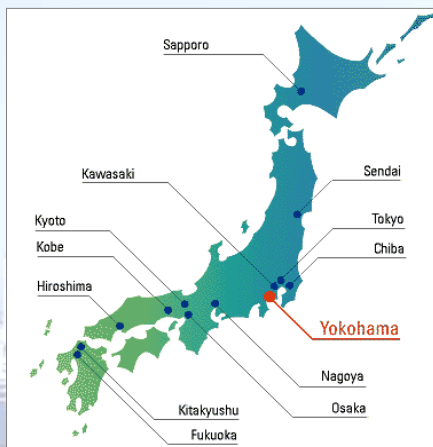 Sapporo
Kawasaki
Sendai
Kyoto
Tokyo
Kobe
Chiba
Hiroshima
Yokohama
Nagoya
Kitakyushu
Osaka
Fukuoka